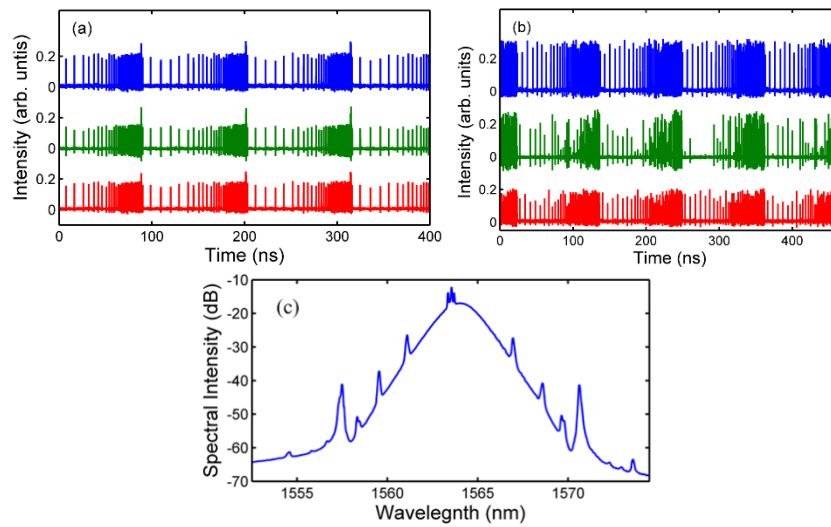 (a)
Intensity (arb. untis)
0.2
0
0.2
0
0.2
0
0 100 200 300 400
Time (ns)
(b)
Intensity (arb. units)
0.2
0
0.2
0
0.2
0
0 100 200 300 400
Time (ns)
(c)
Spectral Intensity (dB)
-10
-20
-30
-40
-50
-60
-70
1555 1560 1565 1570
Wavelegnth (nm)